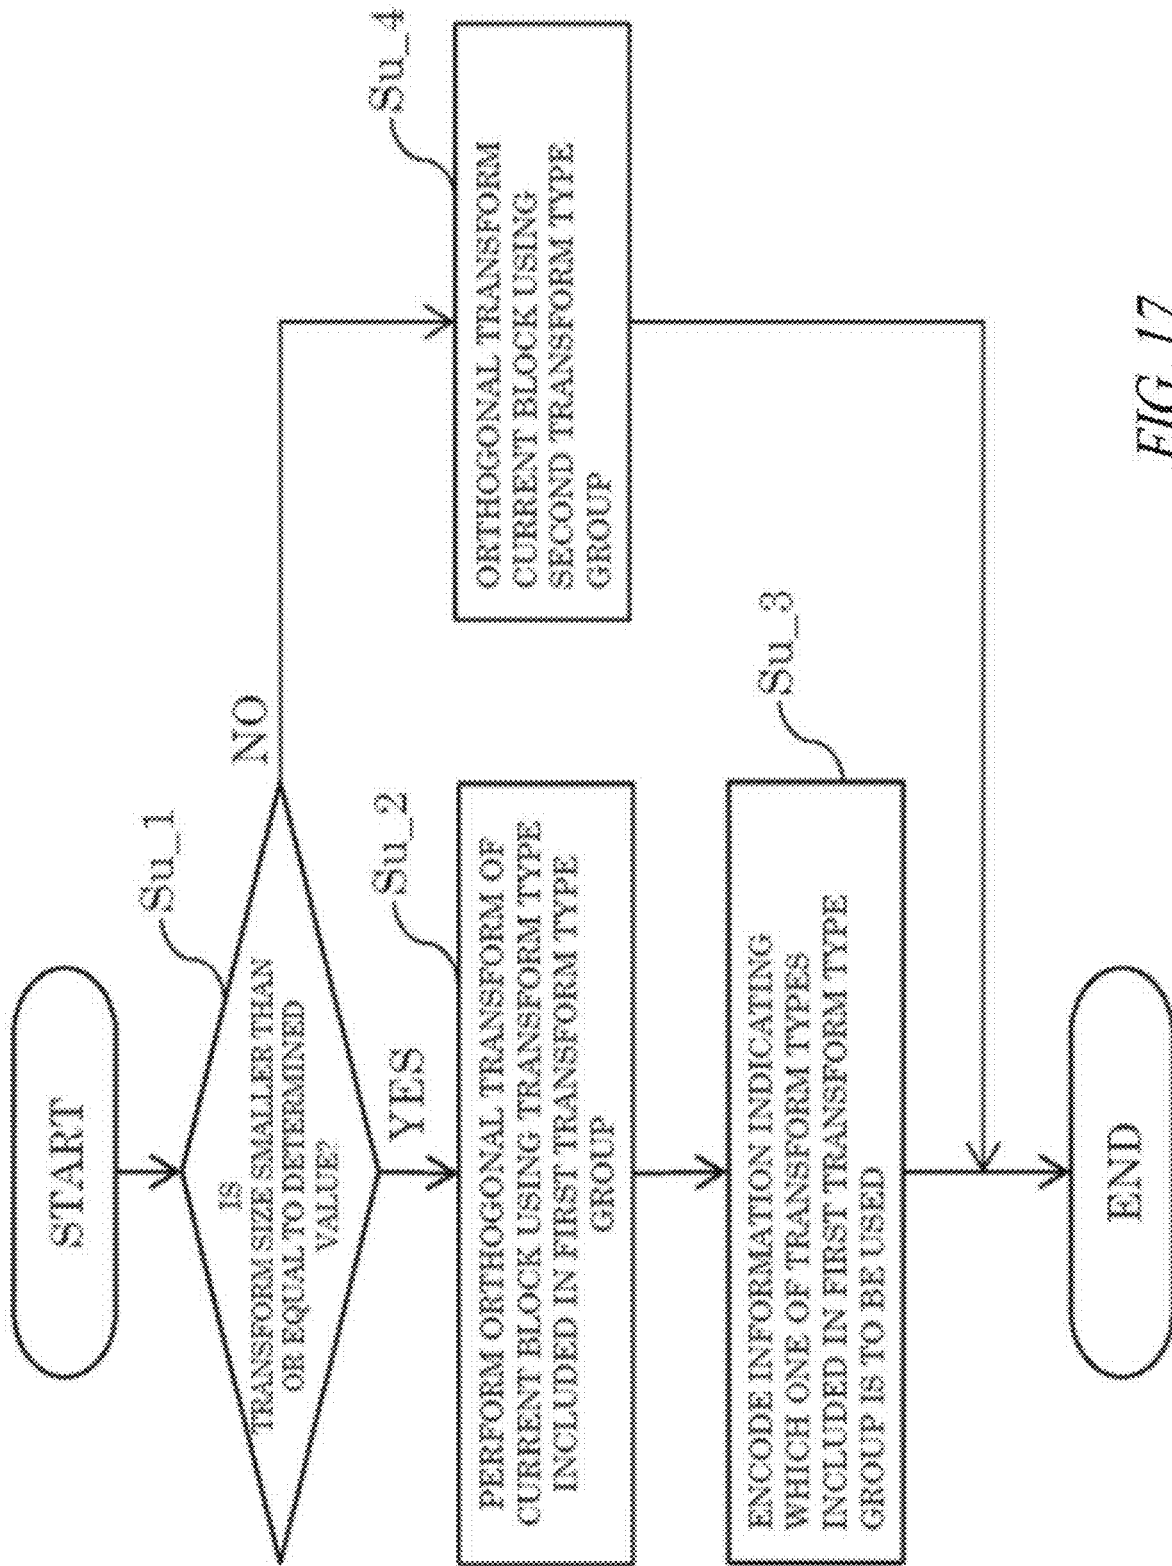 START
Su_1
IS
TRANSFORM SIZE SMALLER THAN
OR EQUAL TO DETERMINED
VALUE?
NO
YES
Su_2
PERFORM ORTHOGONAL TRANSFORM OF
CURRENT BLOCK USING TRANSFORM TYPE
INCLUDED IN FIRST TRANSFORM TYPE
GROUP
Su_4
ORTHOGONAL TRANSFORM
CURRENT BLOCK USING
SECOND TRANSFORM TYPE
GROUP
Su_3
ENCODE INFORMATION INDICATING
WHICH ONE OF TRANSFORM TYPES
INCLUDED IN FIRST TRANSFORM TYPE
GROUP IS TO BE USED
END
FIG. 17